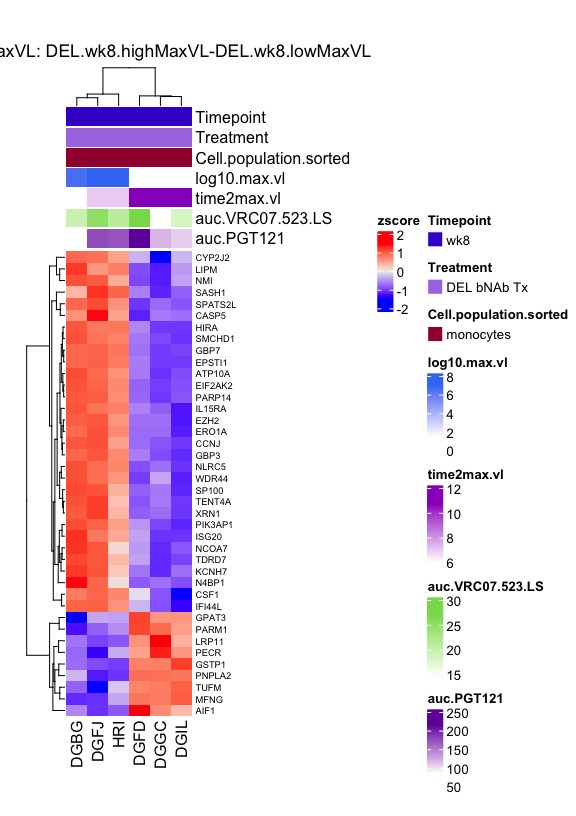 axVL: DEL.wk8.highMaxVL-DEL.wk8.lowMaxVL
Timepoint
Treatment
Cell.population.sorted
log10.max.vl
time2max.vl
auc.VRC07.523.LS
auc.PGT121
CYP2J2
LIPM
NMI
SASH1
SPATS2L
CASP5
HIRA
SMCHD1
GBP7
EPSTI1
ATP10A
EIF2AK2
PARP14
IL15RA
EZH2
ERO1A
CCNJ
GBP3
NLRC5
WDR44
SP100
TENT4A
XRN1
PIK3AP1
ISG20
NCOA7
TDRD7
KCNH7
N4BP1
CSF1
IFI44L
GPAT3
PARM1
LRP11
PECR
GSTP1
PNPLA2
TUFM
MFNG
AIF1
DGBG
DGFJ
HRI
DGFD
DGGC
DGIL
zscore
2
1
0
-1
-2
Timepoint
wk8
Treatment
DEL bNAb Tx
Cell.population.sorted
monocytes
log10.max.vl
8
6
4
2
0
time2max.vl
12
10
8
6
auc.VRC07.523.LS
30
25
20
15
auc.PGT121
250
200
150
100
50